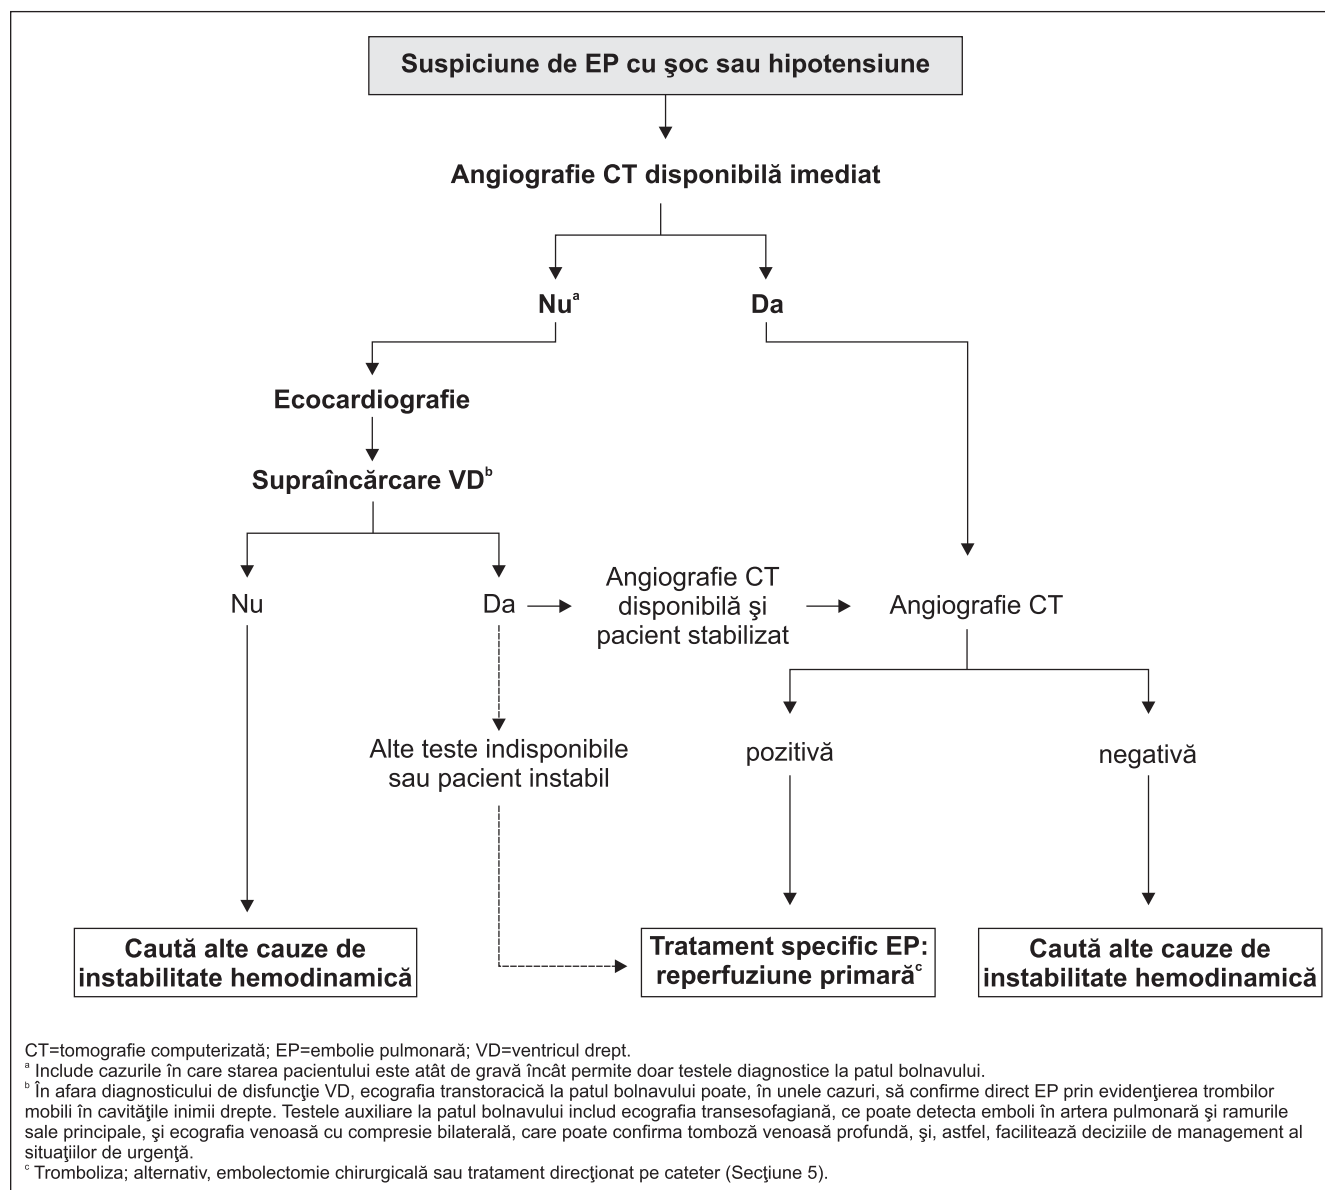 Suspiciune de EP cu şoc sau hipotensiune
Angiografie CT disponibilă imediat
Nuᵃ
Da
Ecocardiografie
Supraîncărcare VDᵇ
Nu
Da
Angiografie CT
disponibilă şi
pacient stabilizat
Angiografie CT
Alte teste indisponibile
sau pacient instabil
pozitivă
negativă
Caută alte cauze de
instabilitate hemodinamică
Tratament specific EP:
reperfuziune primarăᶜ
Caută alte cauze de
instabilitate hemodinamică
CT=tomografie computerizată; EP=embolie pulmonară; VD=ventricul drept.
ᵃ Include cazurile în care starea pacientului este atât de gravă încât permite doar testele diagnostice la patul bolnavului.
ᵇ În afara diagnosticului de disfuncţie VD, ecografia transtoracică la patul bolnavului poate, în unele cazuri, să confirme direct EP prin evidenţierea trombilor
mobili în cavităţile inimii drepte. Testele auxiliare la patul bolnavului includ ecografia transesofagiană, ce poate detecta emboli în artera pulmonară şi ramurile
sale principale, şi ecografia venoasă cu compresie bilaterală, care poate confirma tomboză venoasă profundă, şi, astfel, facilitează deciziile de management al
situaţiilor de urgenţă.
ᶜ Tromboliza; alternativ, embolectomie chirurgicală sau tratament direcţionat pe cateter (Secţiune 5).